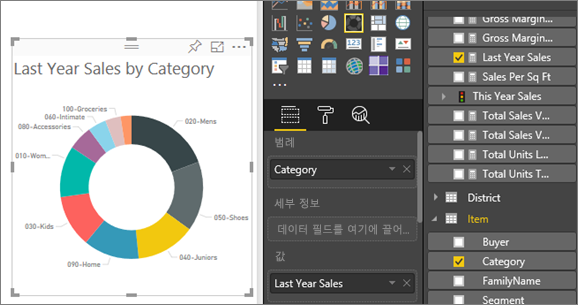 Last Year Sales by Category
100-Groceries
060-Intimate
080-Accessories
010-Wom...
030-Kids
090-Home
020-Mens
050-Shoes
040-Juniors
123
범례
Category
세부 정보
데이터 필드를 여기에 끌어...
값
Last Year Sales
Gross Margin...
Gross Margin...
Last Year Sales
Sales Per Sq Ft
This Year Sales
Total Sales V...
Total Sales V...
Total Units L...
Total Units T...
District
Item
Buyer
Category
FamilyName
Segment